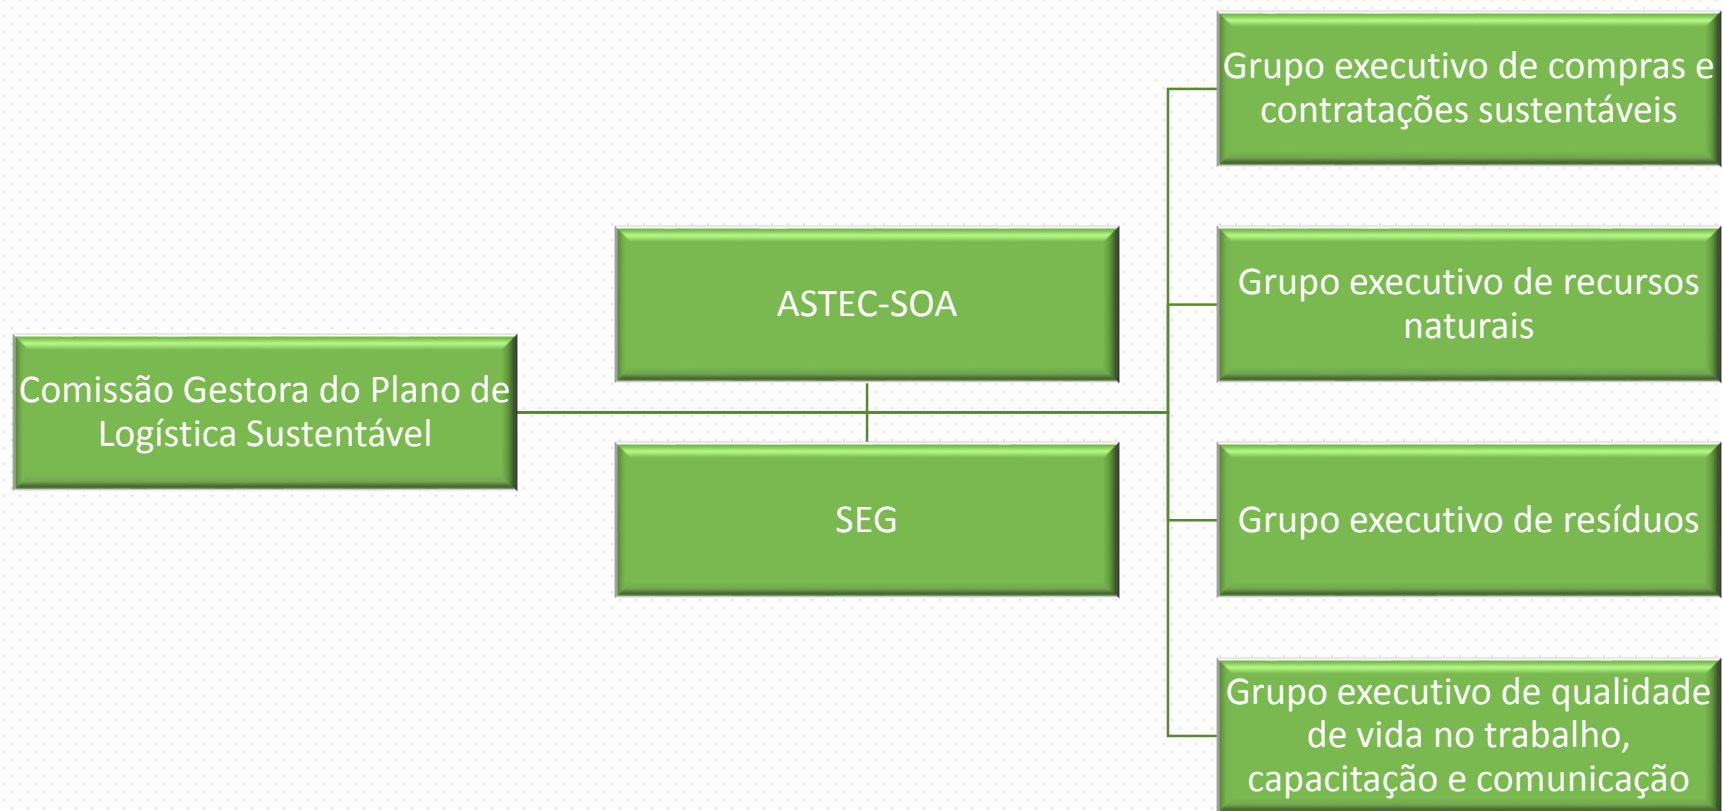 Comissão Gestora do Plano de
Logística Sustentável
ASTEC-SOA
SEG
Grupo executivo de compras e
contratações sustentáveis
Grupo executivo de recursos
naturais
Grupo executivo de resíduos
Grupo executivo de qualidade
de vida no trabalho,
capacitação e comunicação